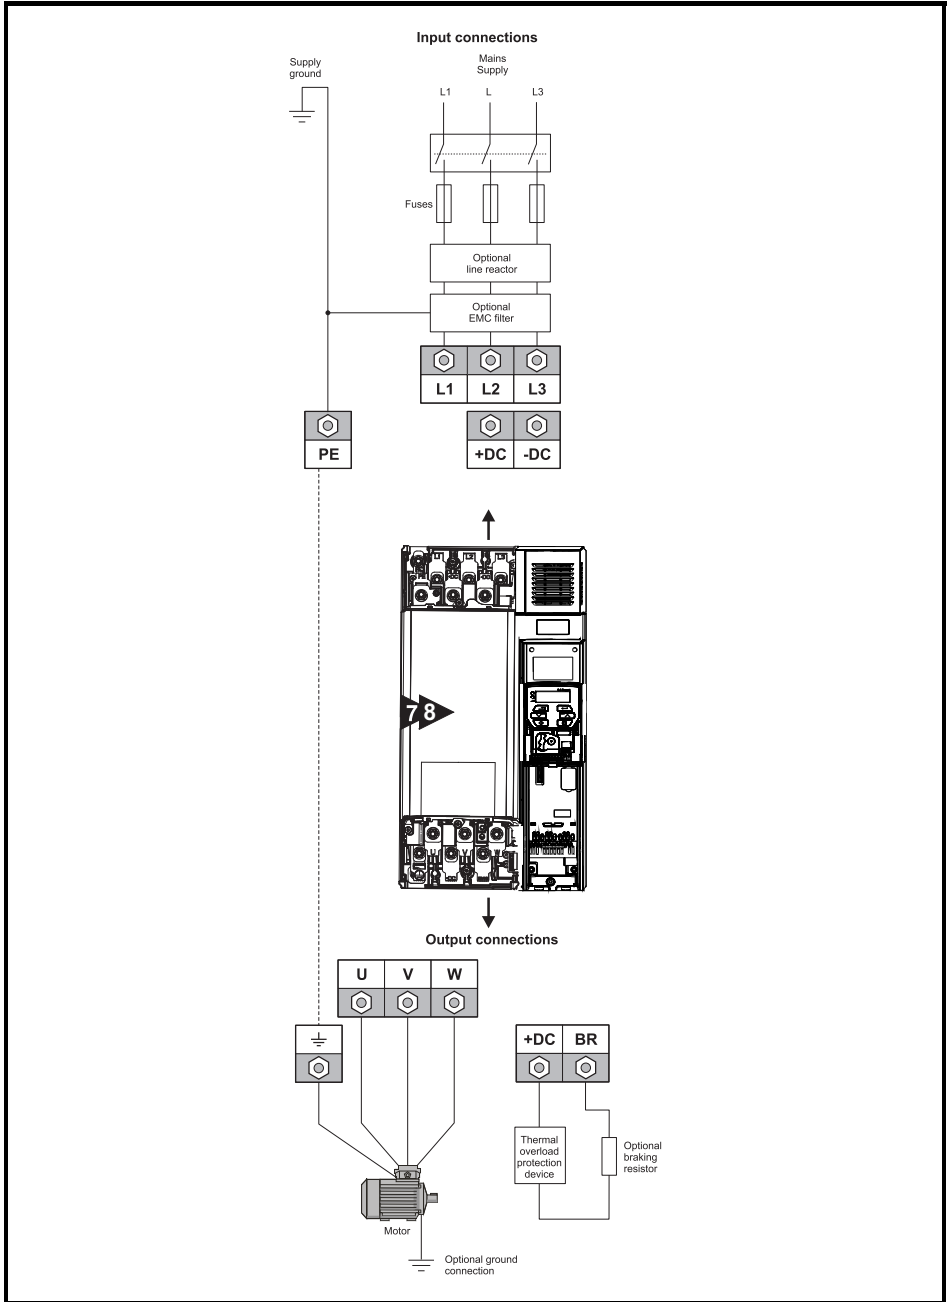 Input connections
Supply
ground
Mains
Supply
L1 L L3
Fuses
Optional
line reactor
Optional
EMC filter
L1 L2 L3
PE
+DC -DC
7 8
Output connections
U V W
+DC BR
Thermal
overload
protection
device
Optional
braking
resistor
Motor
Optional ground
connection